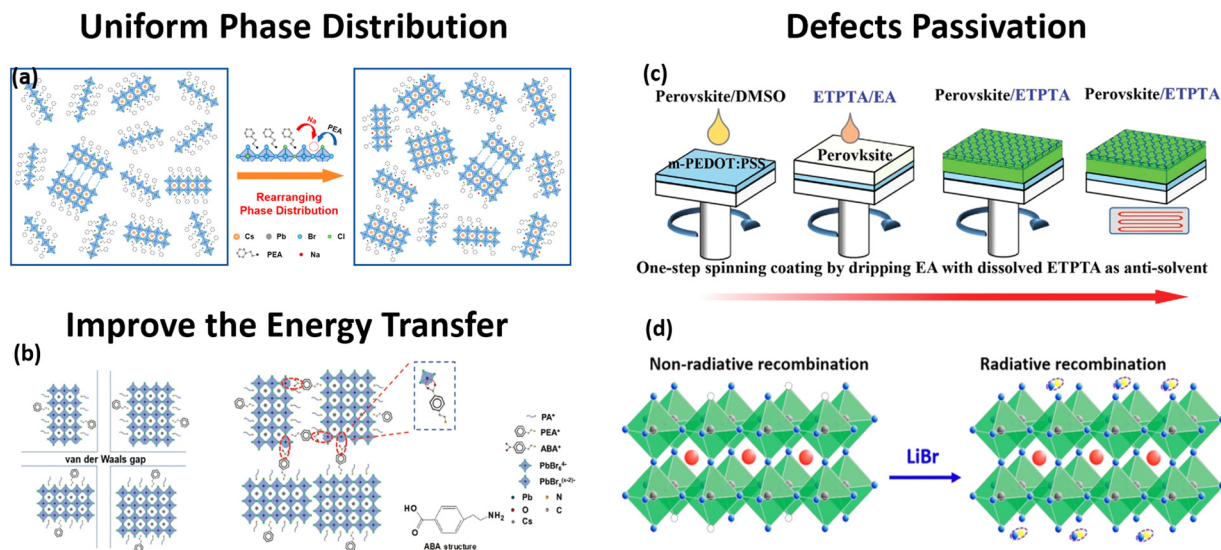 Uniform Phase Distribution
(a)
Na
PEA
Rearranging
Phase Distribution
Cs
Pb
Br
Cl
PEA
Na
Improve the Energy Transfer
(b)
van der Waals gap
PA⁺
PEA⁺
ABA⁺
PbBr₆⁴⁻
PbBrₓ⁽ˣ⁻²⁾⁻
Pb
N
O
C
Cs
HO
O
NH₂
ABA structure
Defects Passivation
(c)
Perovskite/DMSO
ETPTA/EA
Perovskite/ETPTA
Perovskite/ETPTA
m-PEDOT:PSS
Perovksite
One-step spinning coating by dripping EA with dissolved ETPTA as anti-solvent
(d)
Non-radiative recombination
Radiative recombination
LiBr